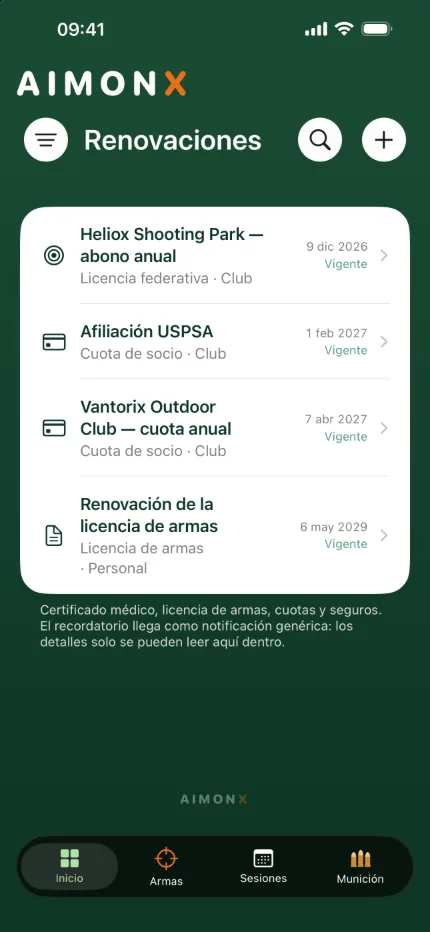 09:41
AIMONX
Renovaciones
Heliox Shooting Park —
abono anual
Licencia federativa · Club
9 dic 2026
Vigente
Afiliación USPSA
Cuota de socio · Club
1 feb 2027
Vigente
Vantorix Outdoor
Club — cuota anual
Cuota de socio · Club
7 abr 2027
Vigente
Renovación de la
licencia de armas
Licencia de armas
· Personal
6 may 2029
Vigente
Certificado médico, licencia de armas, cuotas y seguros.
El recordatorio llega como notificación genérica: los
detalles solo se pueden leer aquí dentro.
AIMONX
Inicio
Armas
Sesiones
Munición